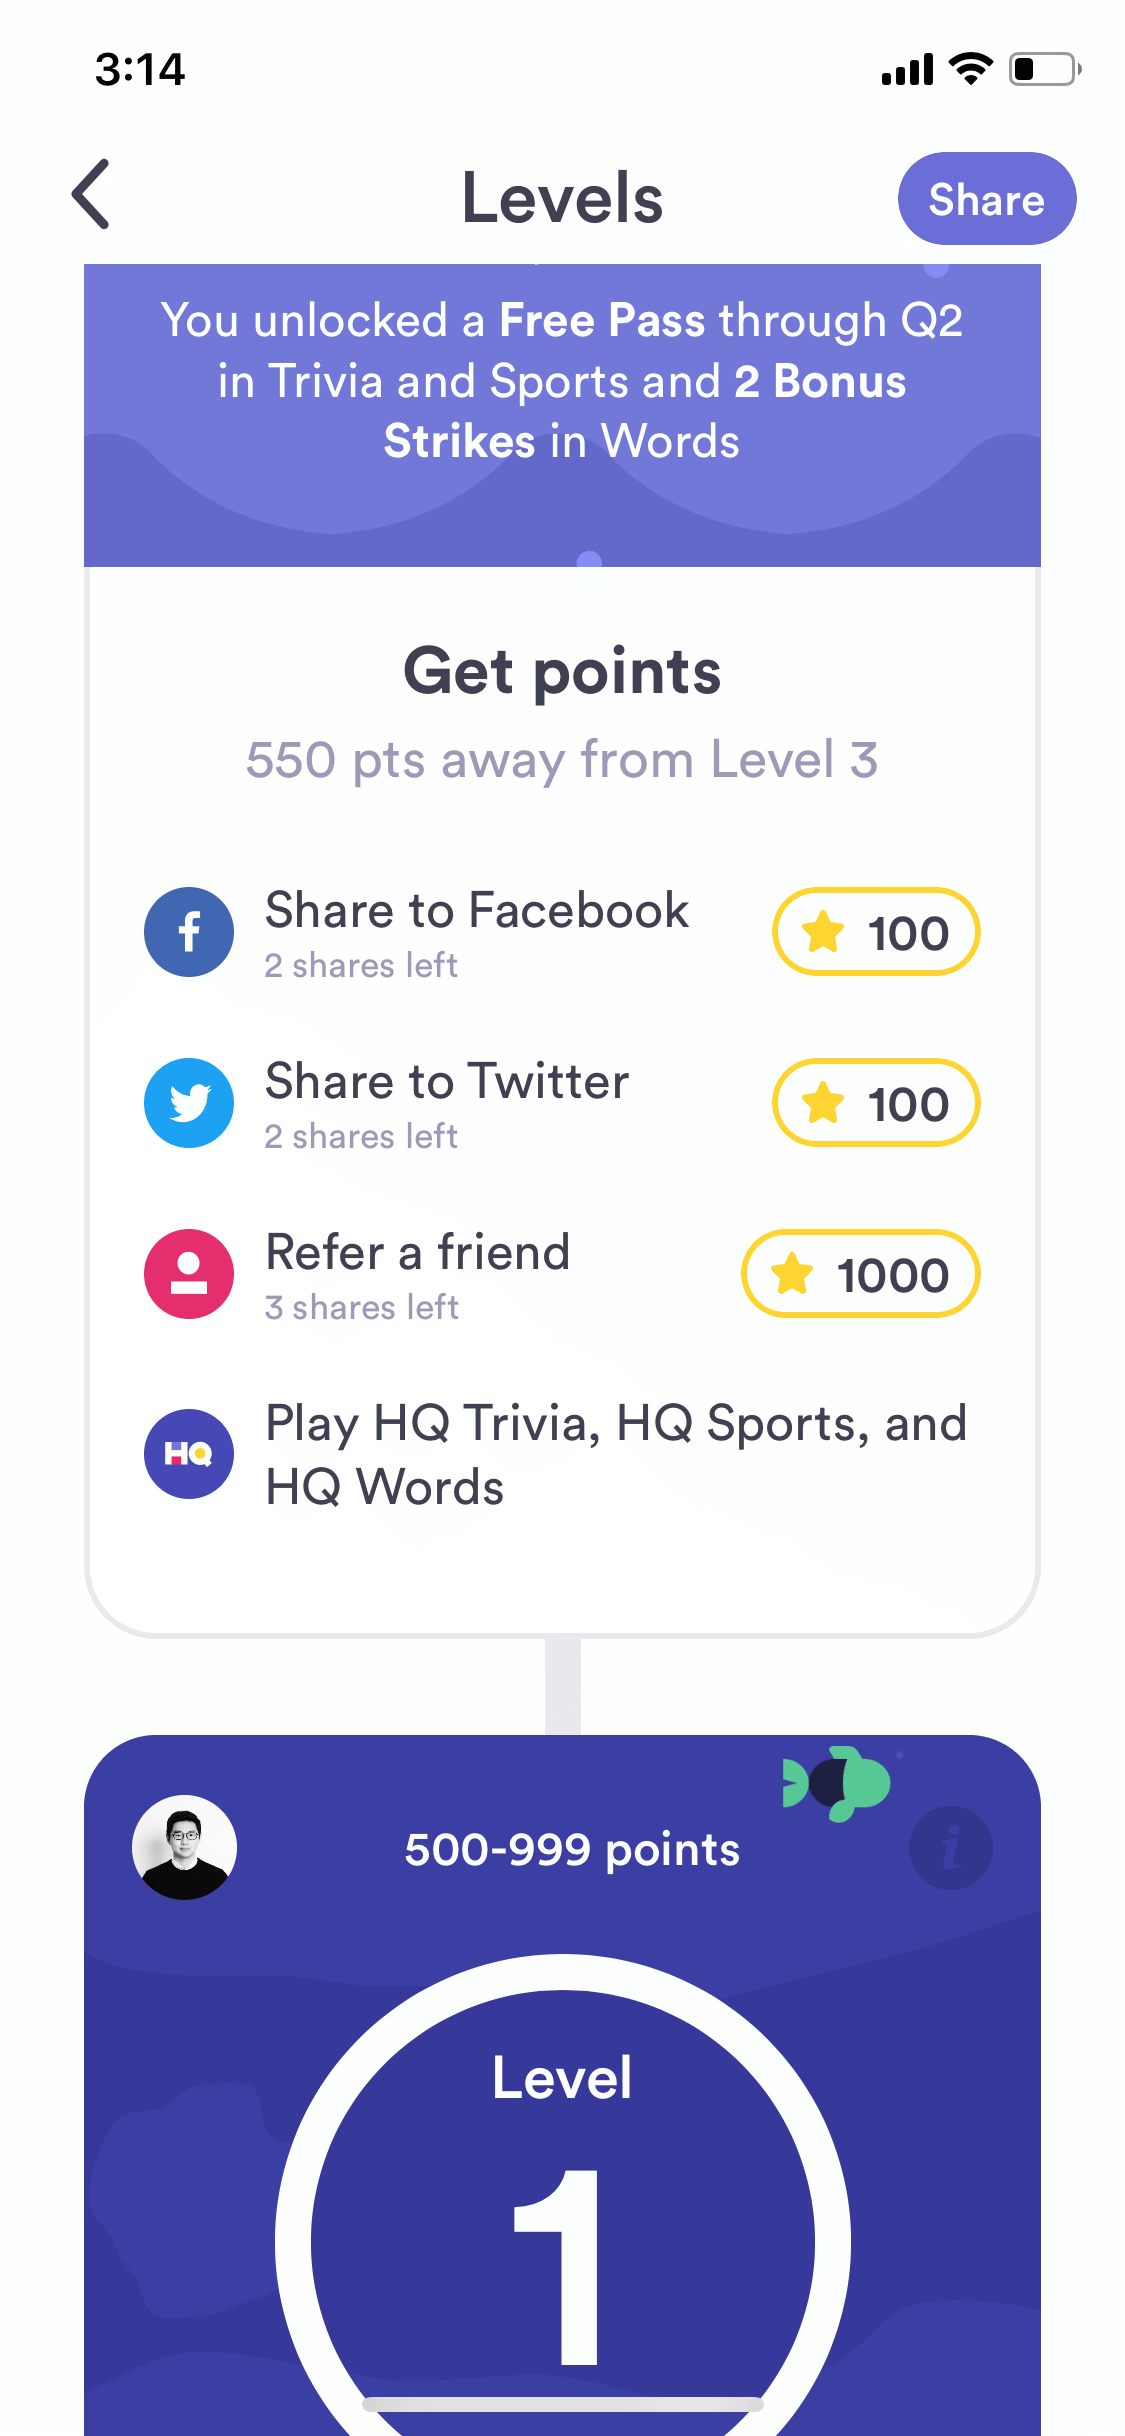 3:14
Levels
Share
You unlocked a Free Pass through Q2
in Trivia and Sports and 2 Bonus
Strikes in Words
Get points
550 pts away from Level 3
Share to Facebook
2 shares left
100
Share to Twitter
2 shares left
100
Refer a friend
3 shares left
1000
HQ
Play HQ Trivia, HQ Sports, and
HQ Words
500-999 points
i
Level
1